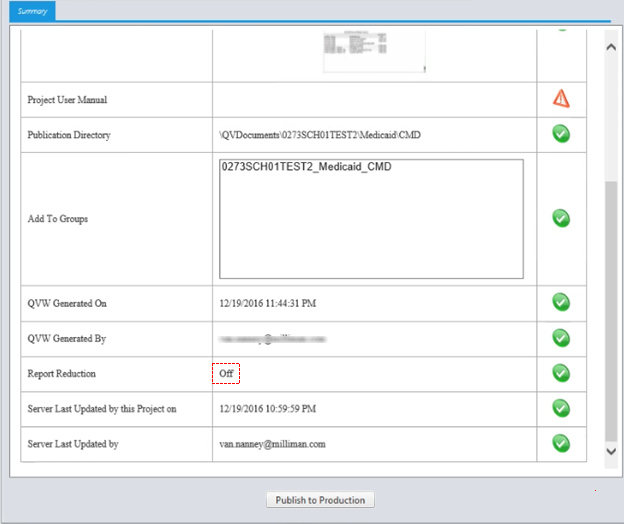 Summary
Project User Manual
Publication Directory \QVDocuments\0273SCH01TEST2\Medicaid\CMD
0273SCH01TEST2_Medicaid_CMD
Add To Groups
QVW Generated On 12/19/2016 11:44:31 PM
QVW Generated By
Report Reduction Off
Server Last Updated by this Project on 12/19/2016 10:59:59 PM
Server Last Updated by van.nanney@milliman.com
Publish to Production